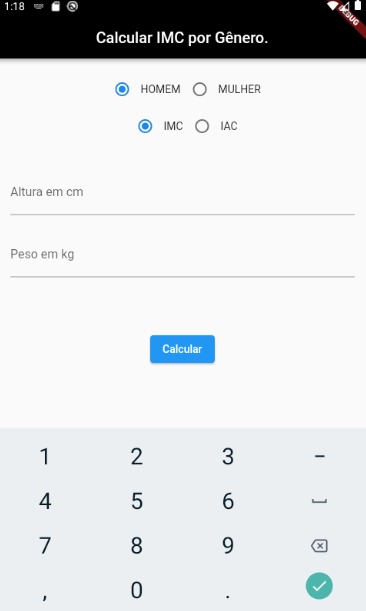 1:18
DEBUG
Calcular IMC por Gênero.
HOMEM MULHER
IMC IAC
Altura em cm
Peso em kg
Calcular
1 2 3 -
4 5 6
7 8 9
, 0 .